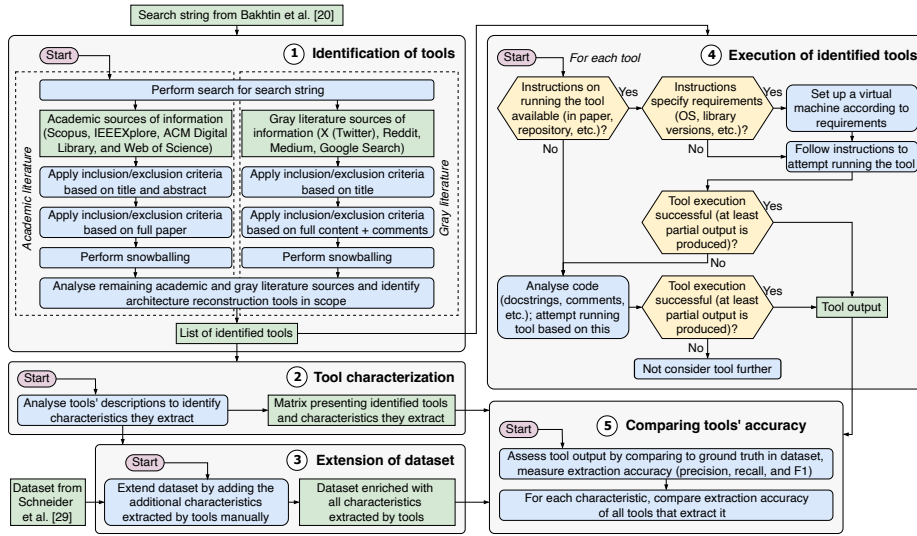 Search string from Bakhtin et al. [20]
1 Identification of tools
Start
Academic literature
Gray literature
Perform search for search string
Academic sources of information
(Scopus, IEEEXplore, ACM Digital
Library, and Web of Science)
Gray literature sources of
information (X (Twitter), Reddit,
Medium, Google Search)
Apply inclusion/exclusion criteria
based on title and abstract
Apply inclusion/exclusion criteria
based on title
Apply inclusion/exclusion criteria
based on full paper
Apply inclusion/exclusion criteria
based on full content + comments
Perform snowballing
Perform snowballing
Analyse remaining academic and gray literature sources and identify
architecture reconstruction tools in scope
List of identified tools
2 Tool characterization
Start
Analyse tools' descriptions to identify
characteristics they extract
Matrix presenting identified tools
and characteristics they extract
3 Extension of dataset
Start
Dataset from
Schneider
et al. [29]
Extend dataset by adding the
additional characteristics
extracted by tools manually
Dataset enriched with
all characteristics
extracted by tools
4 Execution of identified tools
Start
For each tool
Instructions on
running the tool
available (in paper,
repository, etc.)?
Yes
No
Instructions
specify requirements
(OS, library
versions, etc.)?
Yes
No
Set up a virtual
machine according to
requirements
Follow instructions to
attempt running the tool
Tool execution
successful (at least
partial output is
produced)?
Yes
No
Analyse code
(docstrings, comments,
etc.); attempt running
tool based on this
Tool execution
successful (at least
partial output is
produced)?
Yes
No
Tool output
Not consider tool further
5 Comparing tools' accuracy
Start
Assess tool output by comparing to ground truth in dataset,
measure extraction accuracy (precision, recall, and F1)
For each characteristic, compare extraction accuracy
of all tools that extract it